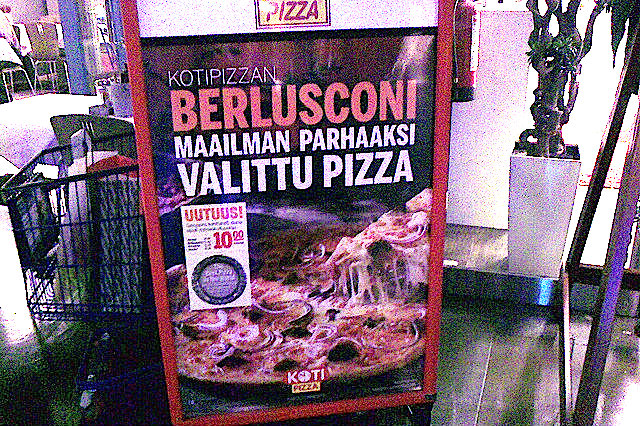 PIZZA
KOTIPIZZAN
BERLUSCONI
MAAILMAN PARHAAKSI
VALITTU PIZZA
UUTUUS!
10
KOTI
PIZZA